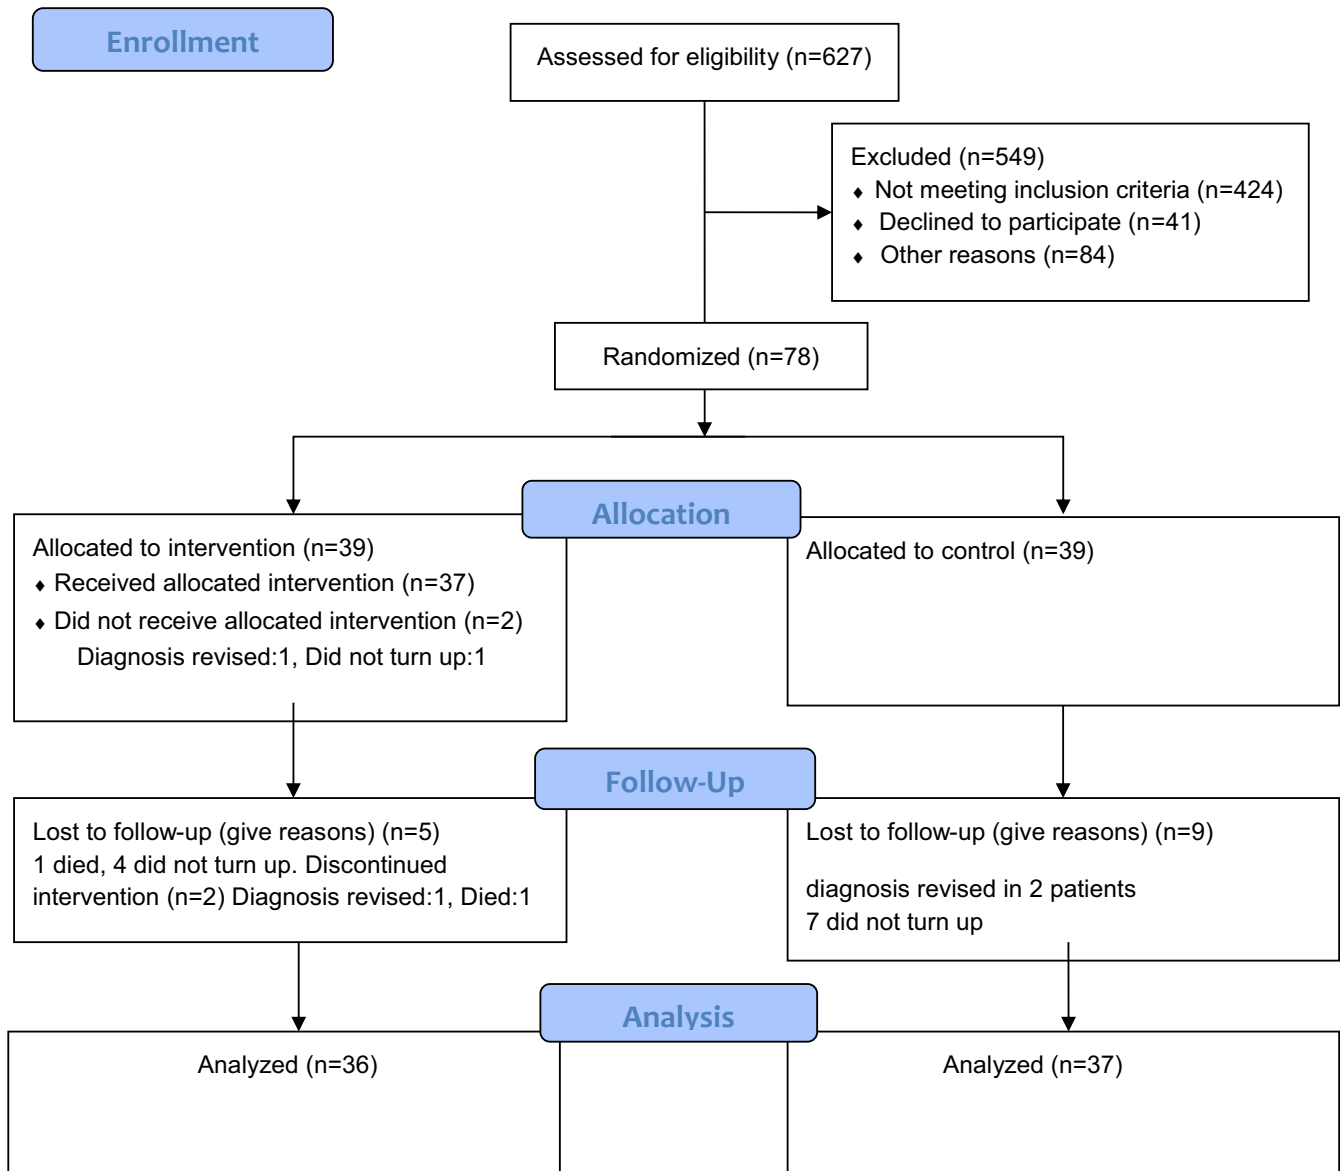 Enrollment
Assessed for eligibility (n=627)
Excluded (n=549)
♦ Not meeting inclusion criteria (n=424)
♦ Declined to participate (n=41)
♦ Other reasons (n=84)
Randomized (n=78)
Allocation
Allocated to intervention (n=39)
♦ Received allocated intervention (n=37)
♦ Did not receive allocated intervention (n=2)
Diagnosis revised:1, Did not turn up:1
Allocated to control (n=39)
Follow-Up
Lost to follow-up (give reasons) (n=5)
1 died, 4 did not turn up. Discontinued
intervention (n=2) Diagnosis revised:1, Died:1
Lost to follow-up (give reasons) (n=9)
diagnosis revised in 2 patients
7 did not turn up
Analysis
Analyzed (n=36)
Analyzed (n=37)